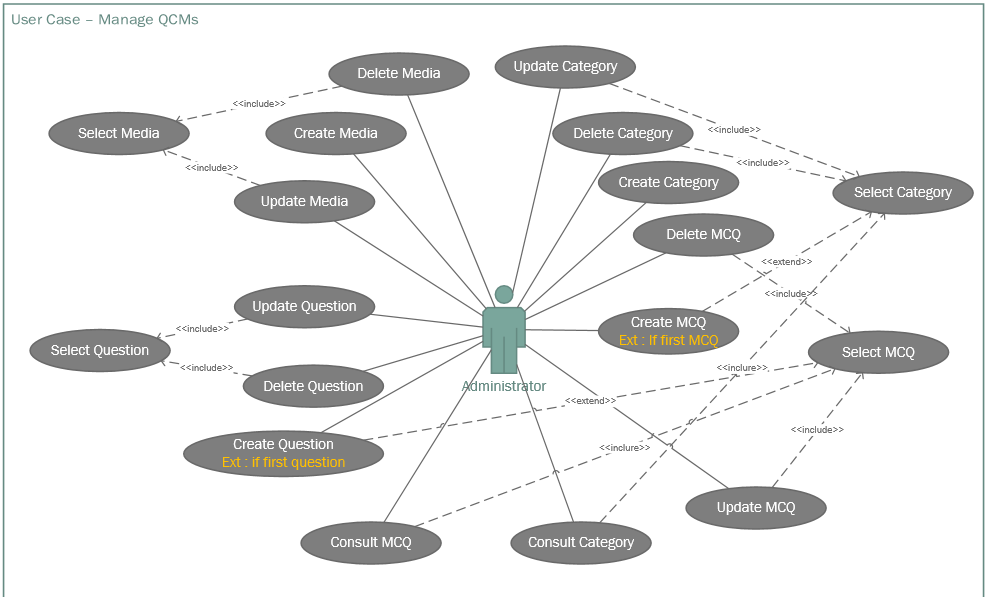 User Case – Manage QCMs
Update Category
Delete Media
<<include>>
<<include>>
Select Media
Create Media
Delete Category
<<include>>
<<include>>
Create Category
Update Media
Select Category
Delete MCQ
<<extend>>
<<include>>
Update Question
Create MCQ
Ext : If first MCQ
<<include>>
Select Question
Select MCQ
<<include>>
<<inclure>>
Delete Question
Administrator
<<extend>>
<<include>>
Create Question
<<inclure>>
Ext : if first question
Update MCQ
Consult MCQ
Consult Category